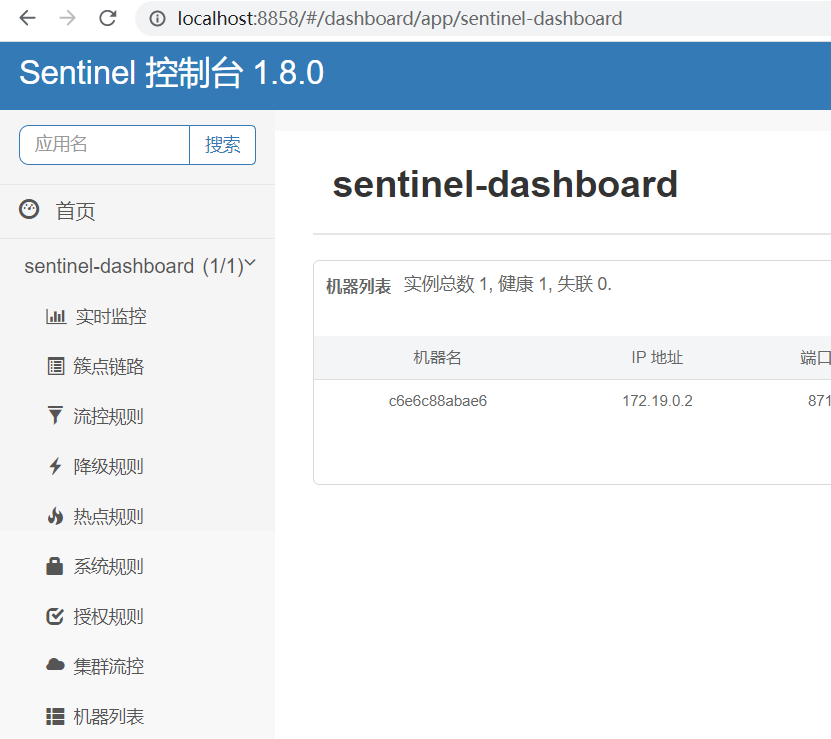 localhost:8858/#/dashboard/app/sentinel-dashboard
Sentinel 控制台 1.8.0
应用名 搜索
首页
sentinel-dashboard (1/1)
实时监控
簇点链路
流控规则
降级规则
热点规则
系统规则
授权规则
集群流控
机器列表
sentinel-dashboard
机器列表 实例总数 1, 健康 1, 失联 0.
机器名 IP 地址 端口
c6e6c88abae6 172.19.0.2 871